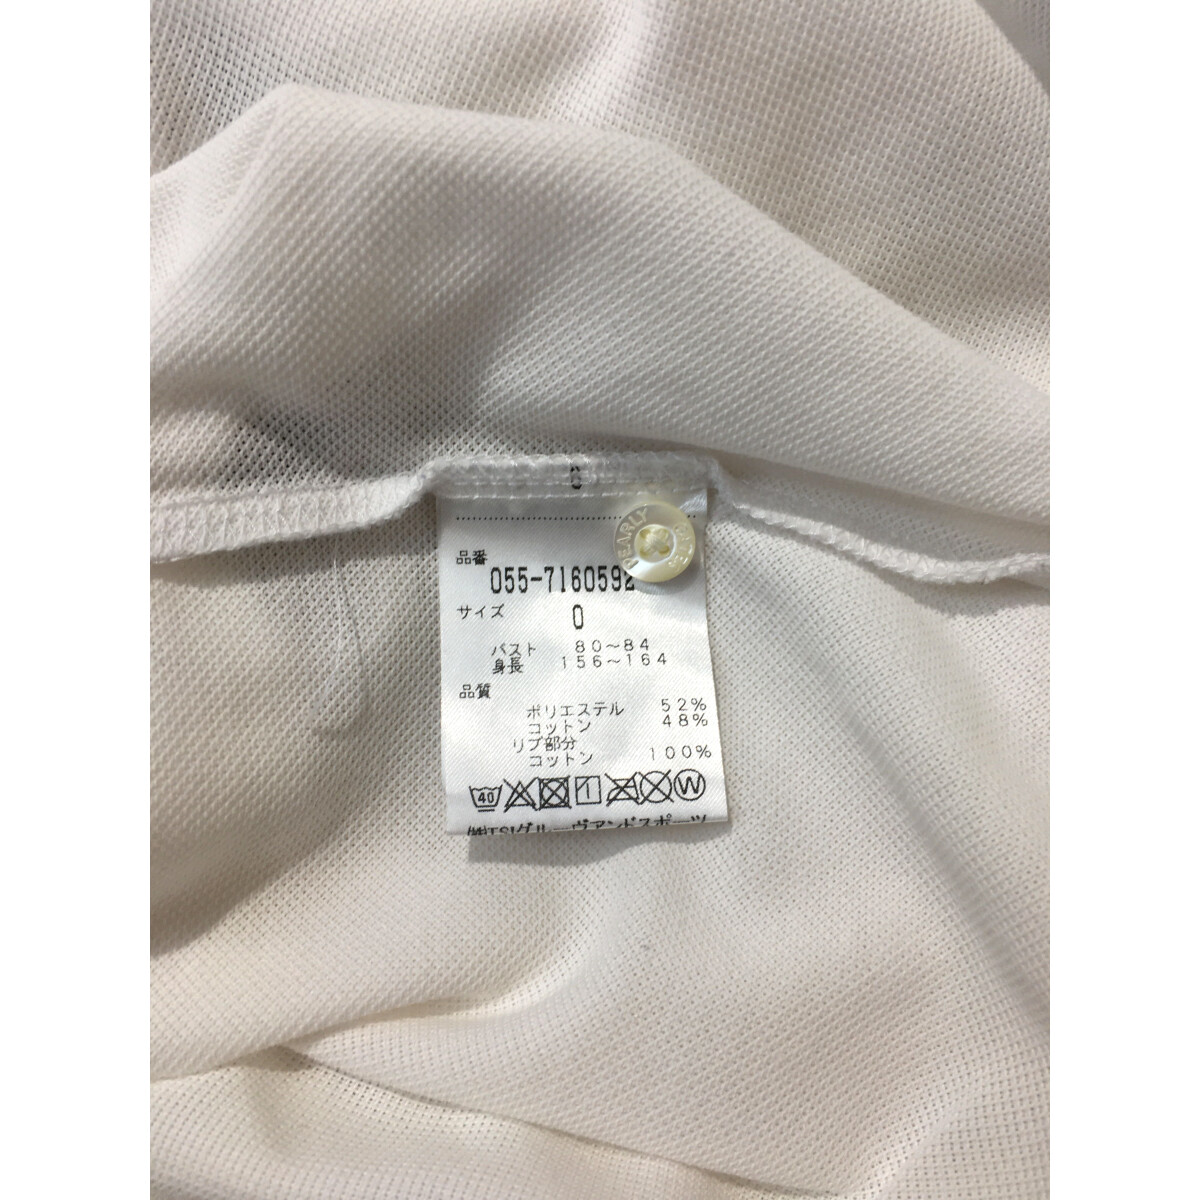 0
PEARLY GATES
品番
055-7160592
サイズ
0
バスト 80~84
身長 156~164
品質
ポリエステル 52%
コットン 48%
リブ部分
コットン 100%
40
W
㈱TSIグルーヴアンドスポーツ